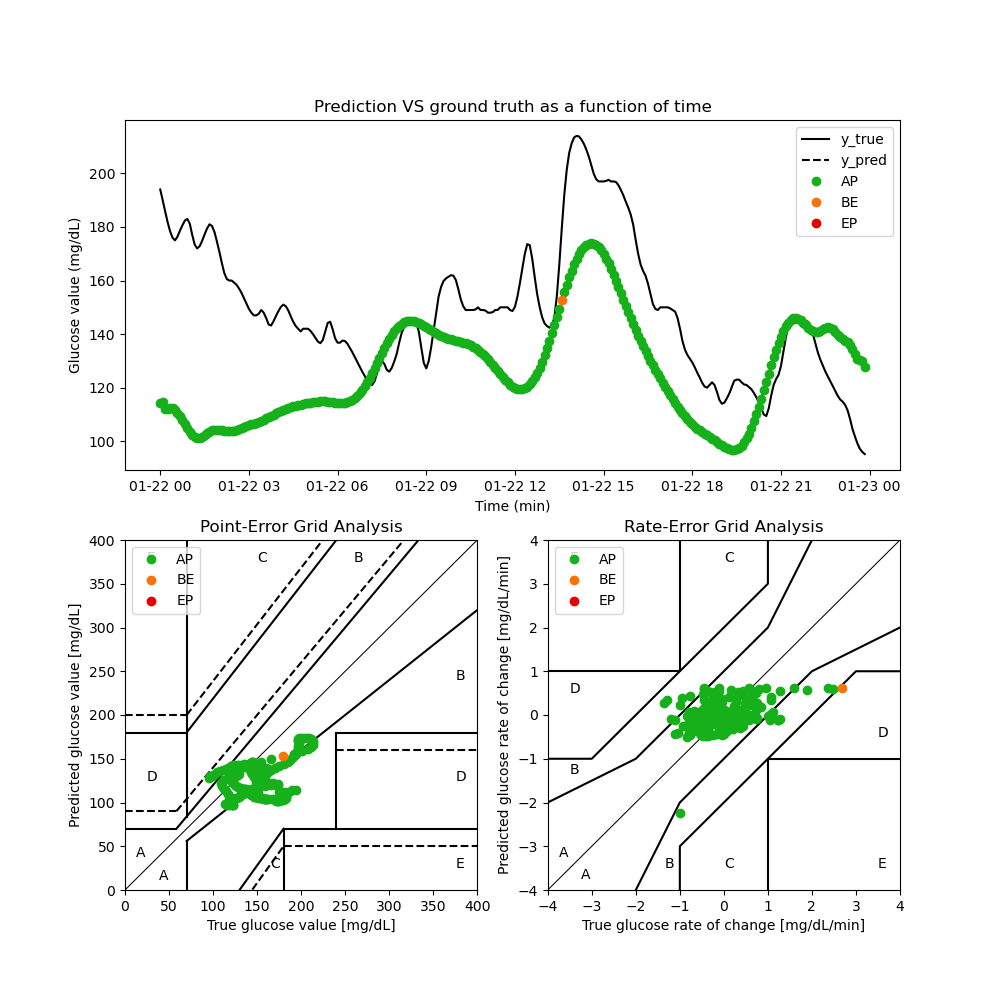 Prediction VS ground truth as a function of time
Glucose value (mg/dL)
200
180
160
140
120
100
y_true
y_pred
AP
BE
EP
01-22 00 01-22 03 01-22 06 01-22 09 01-22 12 01-22 15 01-22 18 01-22 21 01-23 00
Time (min)
Point-Error Grid Analysis
Predicted glucose value [mg/dL]
400
350
300
250
200
150
100
50
0
AP
BE
EP
C
B
B
D
D
A
A
C
E
0 50 100 150 200 250 300 350 400
True glucose value [mg/dL]
Rate-Error Grid Analysis
Predicted glucose rate of change [mg/dL/min]
4
3
2
1
0
−1
−2
−3
−4
AP
BE
EP
C
D
D
B
A
A
B
C
E
−4 −3 −2 −1 0 1 2 3 4
True glucose rate of change [mg/dL/min]